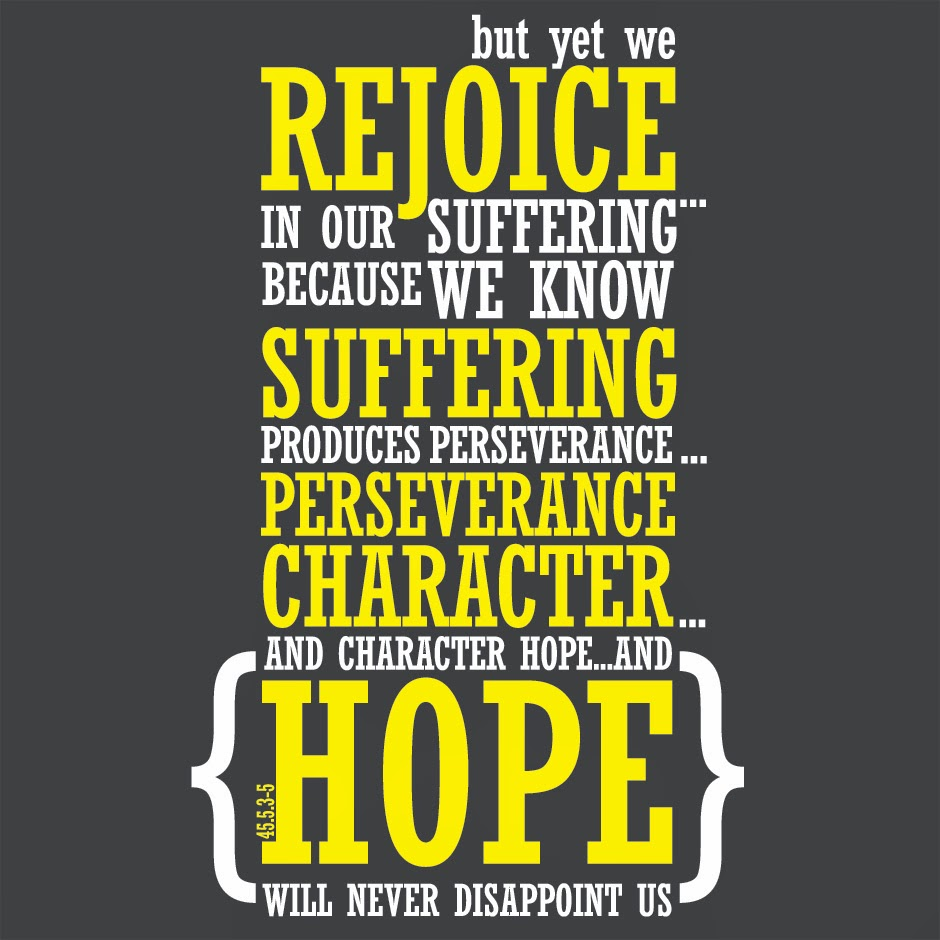 but yet we
REJOICE
IN OUR SUFFERING...
BECAUSE WE KNOW
SUFFERING
PRODUCES PERSEVERANCE...
PERSEVERANCE
CHARACTER...
AND CHARACTER HOPE...AND
HOPE
45.5.3-5
WILL NEVER DISAPPOINT US